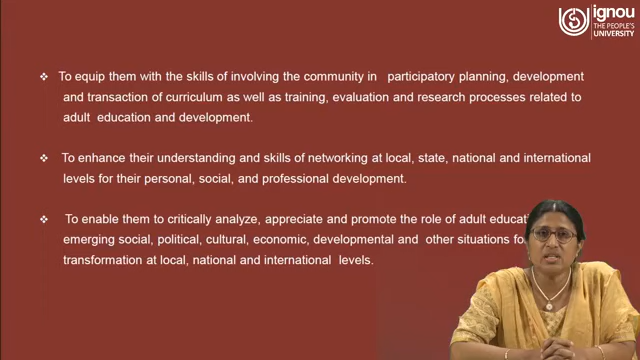 ignou
THE PEOPLE'S
UNIVERSITY
❖ To equip them with the skills of involving the community in participatory planning, development
and transaction of curriculum as well as training, evaluation and research processes related to
adult education and development.
❖ To enhance their understanding and skills of networking at local, state, national and international
levels for their personal, social, and professional development.
❖ To enable them to critically analyze, appreciate and promote the role of adult
emerging social, political, cultural, economic, developmental and other situations
transformation at local, national and international levels.